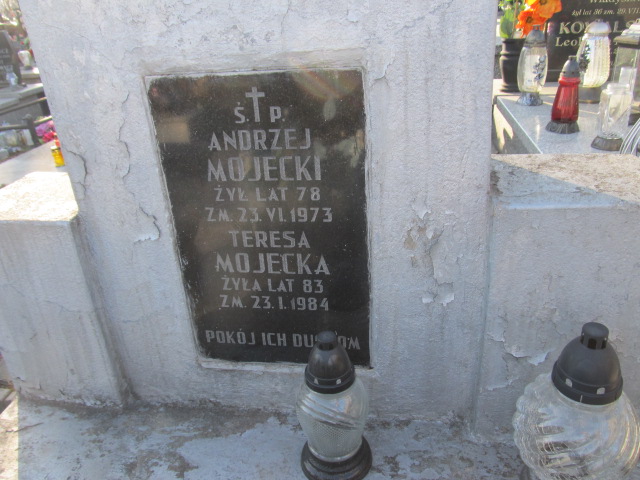 Ś. P.
ANDRZEJ
MOJECKI
ŻYŁ LAT 78
ZM. 23.VI.1973
TERESA
MOJECKA
ŻYŁA LAT 83
ZM. 23.I.1984
POKÓJ ICH